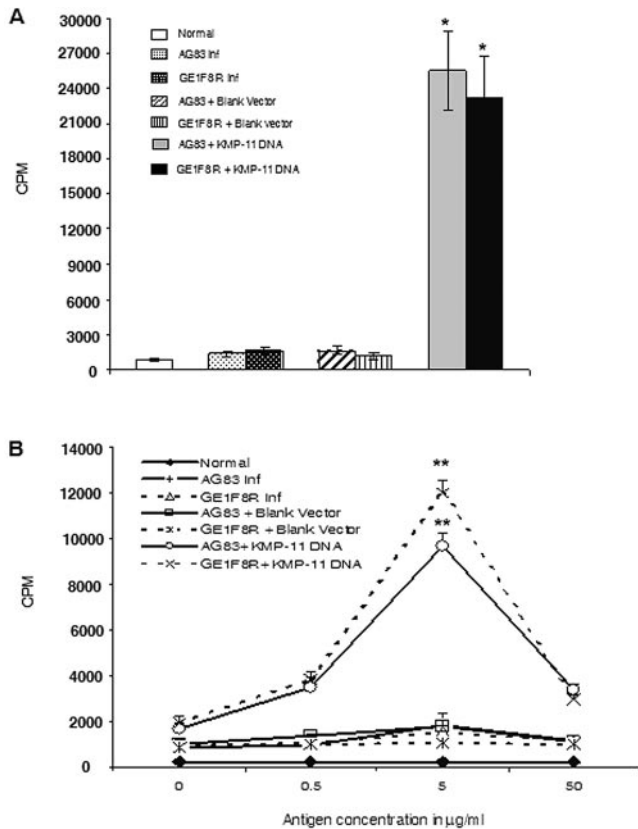 A
30000
27000
24000
21000
18000
15000
12000
9000
6000
3000
0
CPM
Normal
AG83 Inf
GE1F8R Inf
AG83 + Blank Vector
GE1F8R + Blank vector
AG83 + KMP-11 DNA
GE1F8R + KMP-11 DNA
*
*
B
14000
12000
10000
8000
6000
4000
2000
0
CPM
Normal
AG83 Inf
GE1F8R Inf
AG83 + Blank Vector
GE1F8R + Blank Vector
AG83+ KMP-11 DNA
GE1F8R+ KMP-11 DNA
**
**
0 0.5 5 50
Antigen concentration in µg/ml